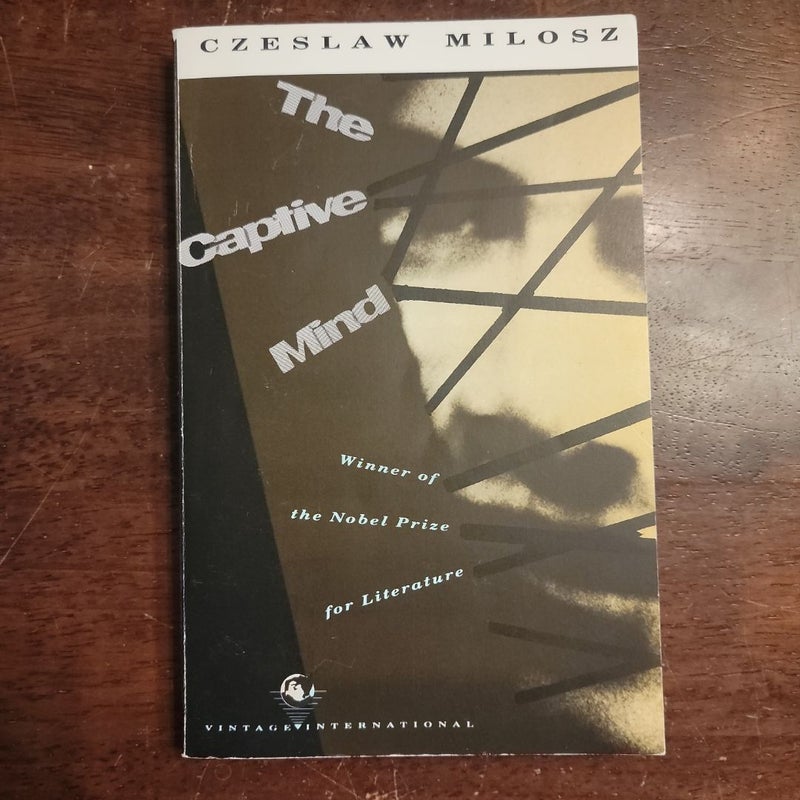 CZESLAW MILOSZ
The
Captive
Mind
Winner of
the Nobel Prize
for Literature
VINTAGE INTERNATIONAL